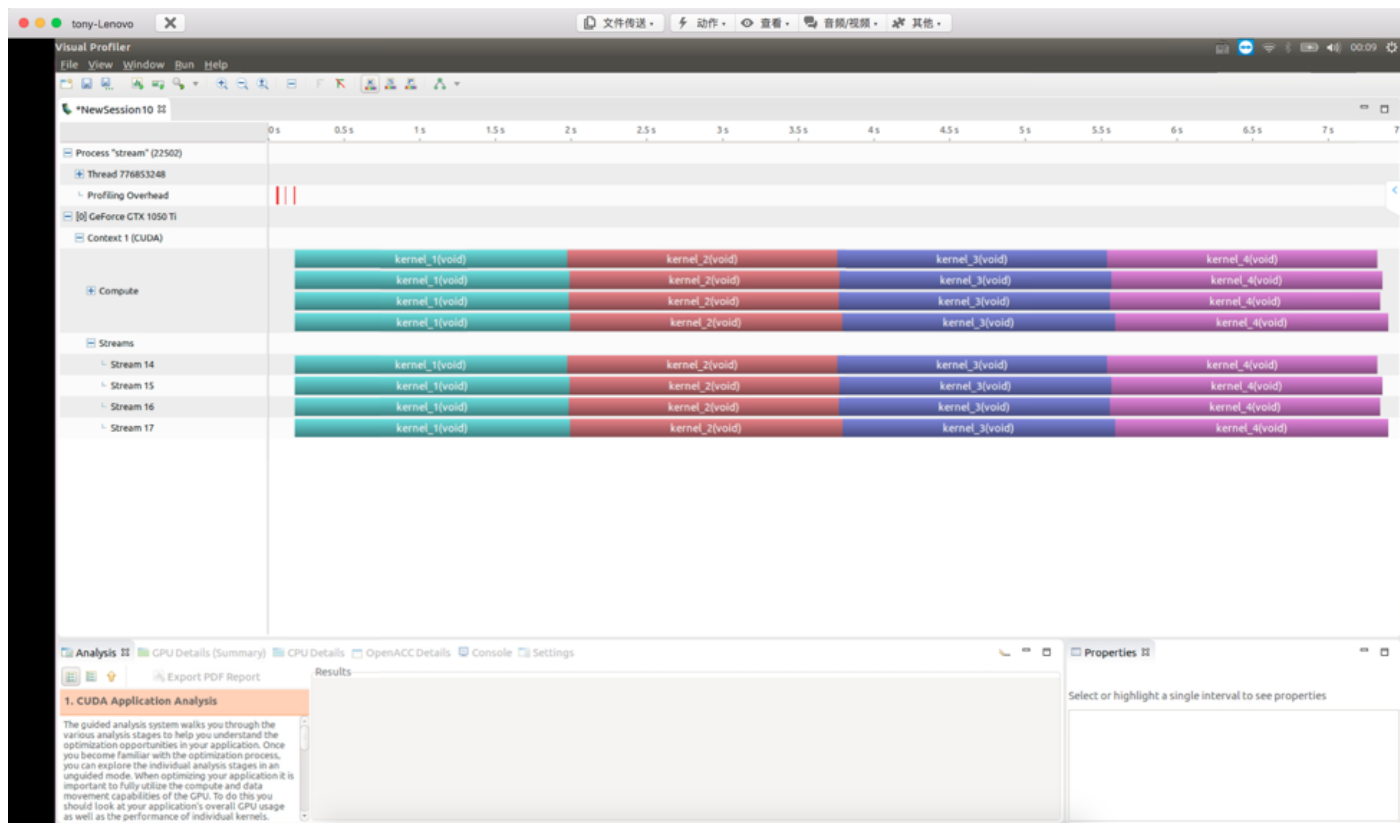 tony-Lenovo
文件传送 动作 查看 音频/视频 其他
Visual Profiler
00:09
File View Window Run Help
*NewSession10
0 s 0.5 s 1 s 1.5 s 2 s 2.5 s 3 s 3.5 s 4 s 4.5 s 5 s 5.5 s 6 s 6.5 s 7 s 7
Process "stream" (22502)
Thread 776853248
Profiling Overhead
[0] GeForce GTX 1050 Ti
Context 1 (CUDA)
kernel_1(void) kernel_2(void) kernel_3(void) kernel_4(void)
kernel_1(void) kernel_2(void) kernel_3(void) kernel_4(void)
Compute
kernel_1(void) kernel_2(void) kernel_3(void) kernel_4(void)
kernel_1(void) kernel_2(void) kernel_3(void) kernel_4(void)
Streams
Stream 14 kernel_1(void) kernel_2(void) kernel_3(void) kernel_4(void)
Stream 15 kernel_1(void) kernel_2(void) kernel_3(void) kernel_4(void)
Stream 16 kernel_1(void) kernel_2(void) kernel_3(void) kernel_4(void)
Stream 17 kernel_1(void) kernel_2(void) kernel_3(void) kernel_4(void)
Analysis GPU Details (Summary) CPU Details OpenACC Details Console Settings
Properties
Export PDF Report
Results
1. CUDA Application Analysis
Select or highlight a single interval to see properties
The guided analysis system walks you through the
various analysis stages to help you understand the
optimization opportunities in your application. Once
you become familiar with the optimization process,
you can explore the individual analysis stages in an
unguided mode. When optimizing your application it is
important to fully utilize the compute and data
movement capabilities of the GPU. To do this you
should look at your application's overall GPU usage
as well as the performance of individual kernels.